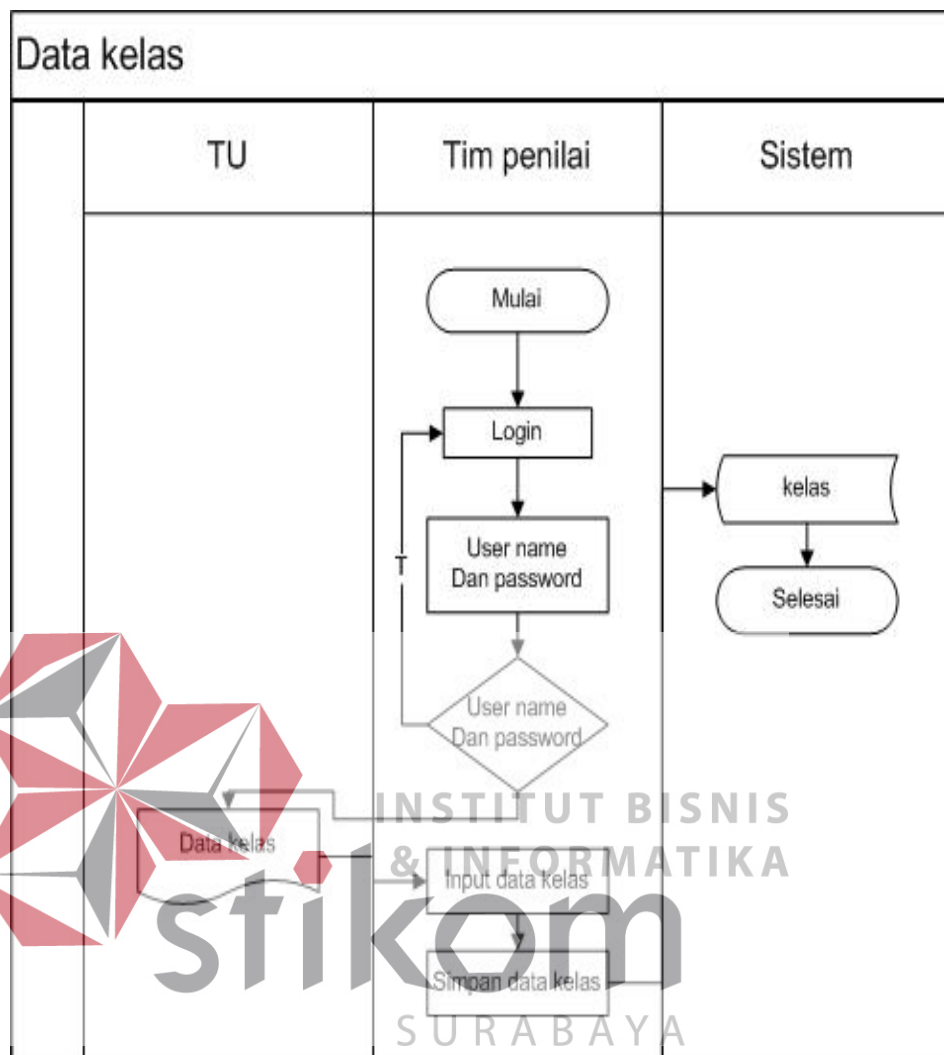 Data kelas
TU
Tim penilai
Sistem
Mulai
Login
kelas
User name
Dan password
T
Selesai
User name
Dan password
INSTITUT BISNIS
Data kelas
& INFORMATIKA
Input data kelas
stikom
Simpan data kelas
SURABAYA